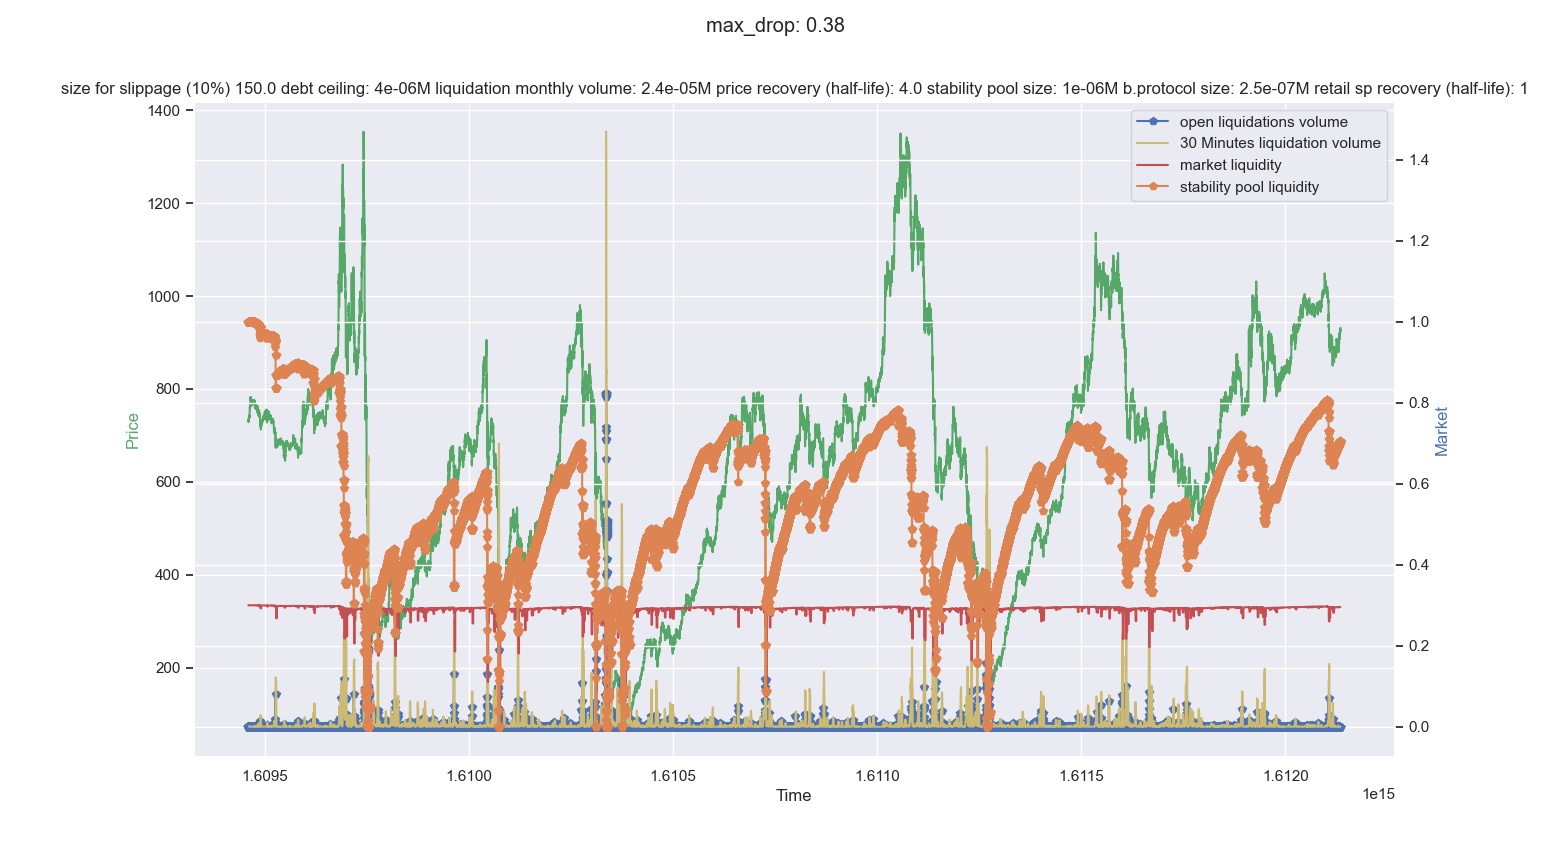 max_drop: 0.38
size for slippage (10%) 150.0 debt ceiling: 4e-06M liquidation monthly volume: 2.4e-05M price recovery (half-life): 4.0 stability pool size: 1e-06M b.protocol size: 2.5e-07M retail sp recovery (half-life): 1
1400
1200
1000
800
600
400
200
Price
open liquidations volume
30 Minutes liquidation volume
market liquidity
stability pool liquidity
1.4
1.2
1.0
0.8
0.6
0.4
0.2
0.0
Market
1.6095 1.6100 1.6105 1.6110 1.6115 1.6120
Time
1e15